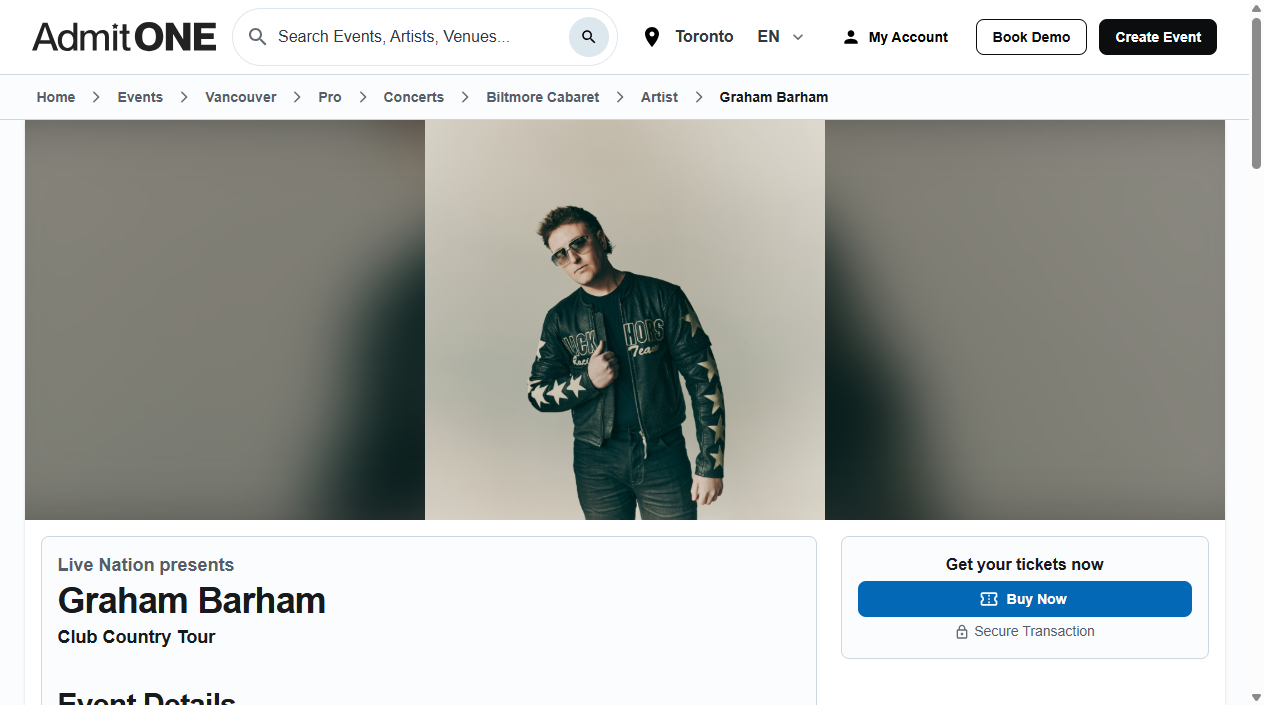 AdmitONE
Search Events, Artists, Venues...
Toronto
EN
My Account
Book Demo
Create Event
Home
Events
Vancouver
Pro
Concerts
Biltmore Cabaret
Artist
Graham Barham
HORS
Team
Live Nation presents
Graham Barham
Club Country Tour
Event Details
Get your tickets now
Buy Now
Secure Transaction